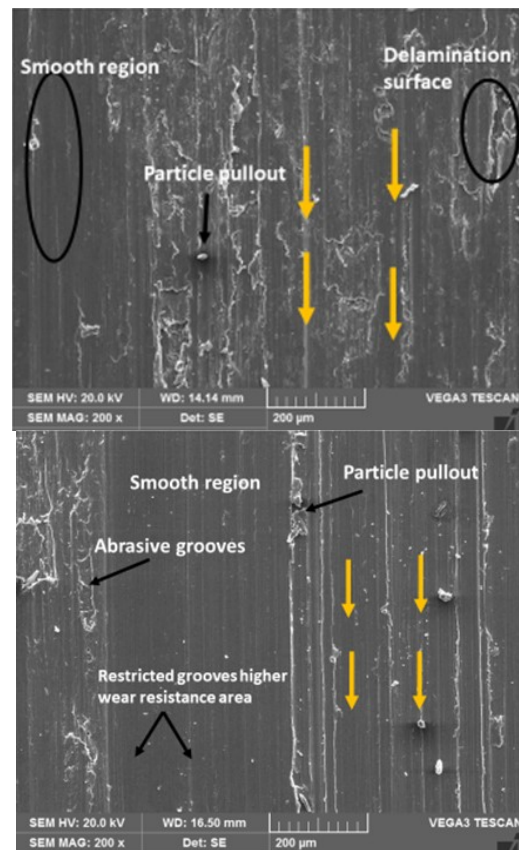 Smooth region
Delamination
surface
Particle pullout
SEM HV: 20.0 kV WD: 14.14 mm VEGA3 TESCAN
SEM MAG: 200 x Det: SE 200 µm
Smooth region
Particle pullout
Abrasive grooves
Restricted grooves higher
wear resistance area
SEM HV: 20.0 kV WD: 16.50 mm VEGA3 TESCAN
SEM MAG: 200 x Det: SE 200 µm